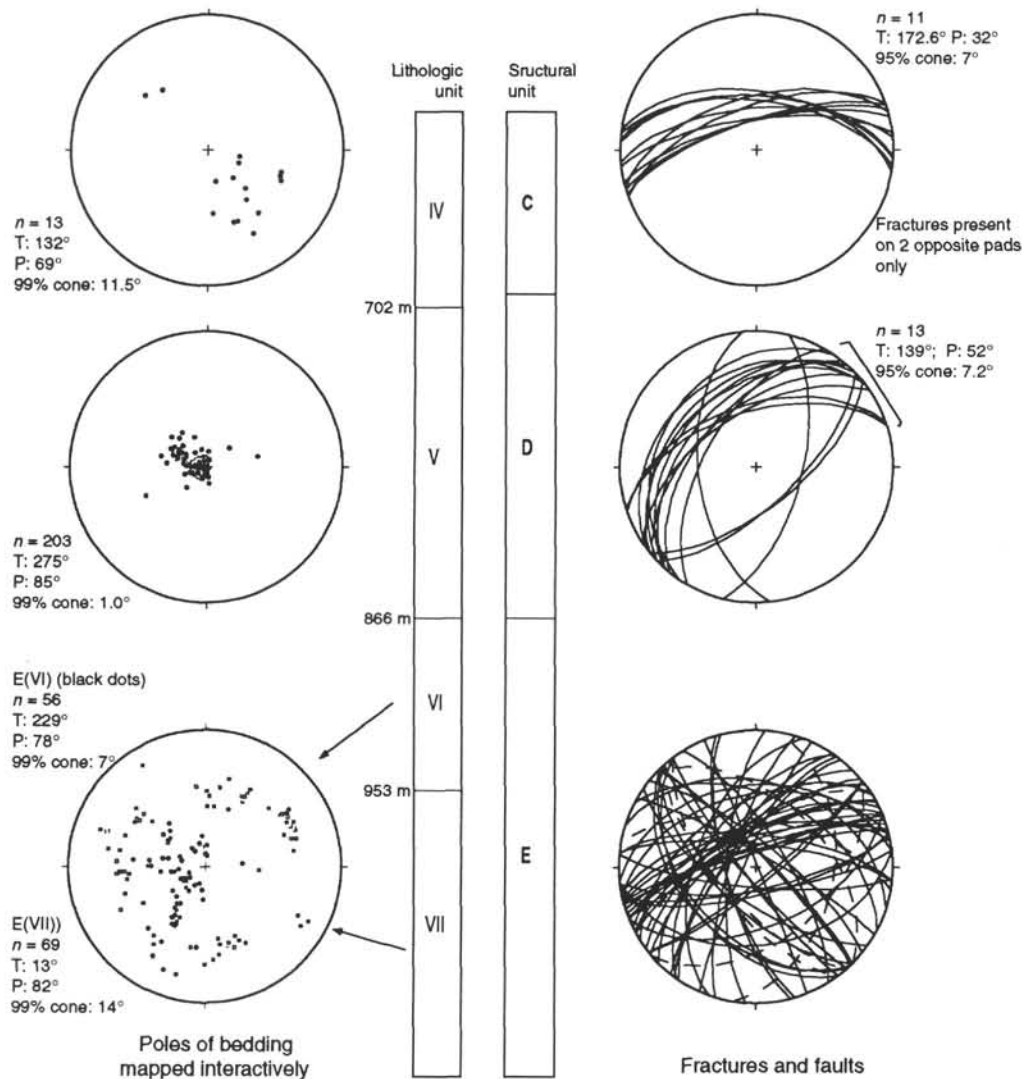 n = 13
T: 132°
P: 69°
99% cone: 11.5°
n = 203
T: 275°
P: 85°
99% cone: 1.0°
E(VI) (black dots)
n = 56
T: 229°
P: 78°
99% cone: 7°
E(VII))
n = 69
T: 13°
P: 82°
99% cone: 14°
Poles of bedding
mapped interactively
Lithologic
unit
IV
702 m
V
866 m
VI
953 m
VII
Sructural
unit
C
D
E
n = 11
T: 172.6° P: 32°
95% cone: 7°
Fractures present
on 2 opposite pads
only
n = 13
T: 139°; P: 52°
95% cone: 7.2°
Fractures and faults